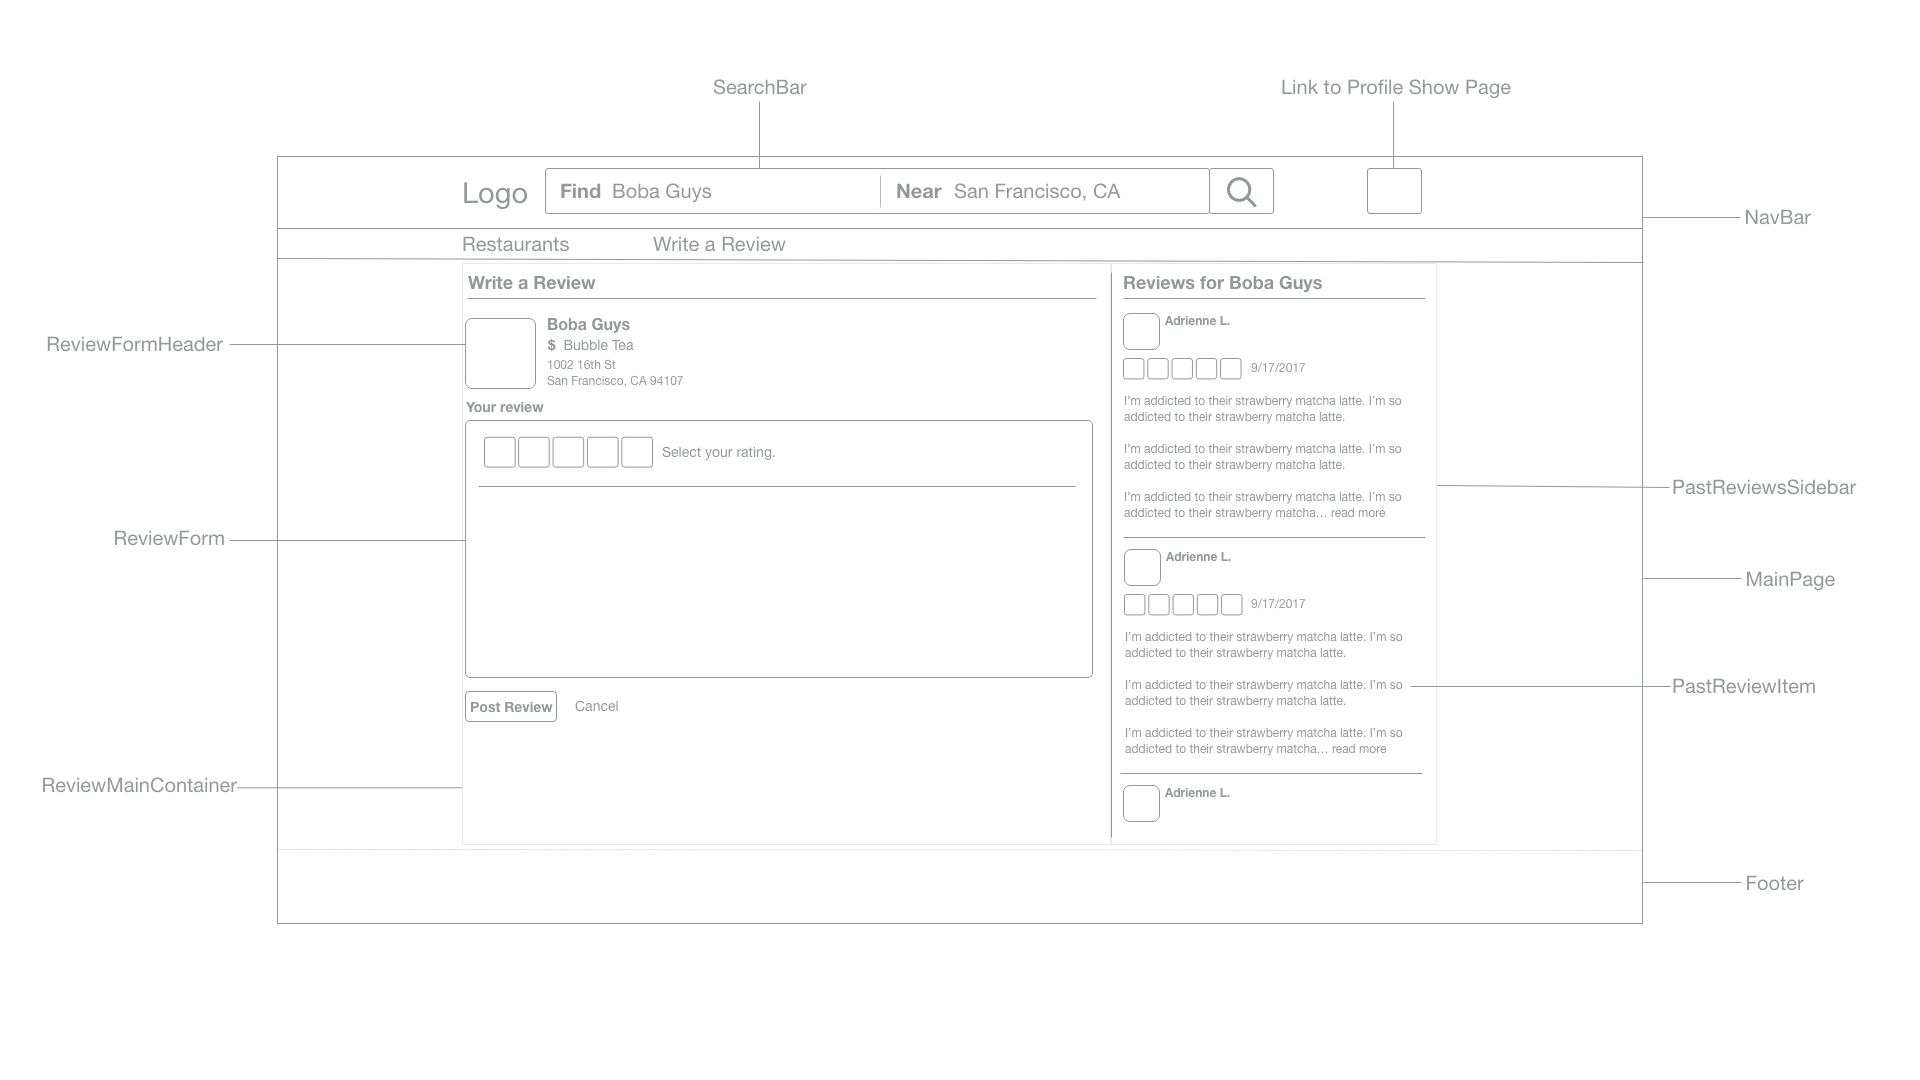 SearchBar
Link to Profile Show Page
Logo
Find Boba Guys
Near San Francisco, CA
NavBar
Restaurants
Write a Review
Write a Review
ReviewFormHeader
Boba Guys
$ Bubble Tea
1002 16th St
San Francisco, CA 94107
Your review
Select your rating.
ReviewForm
Post Review
Cancel
ReviewMainContainer
Reviews for Boba Guys
Adrienne L.
9/17/2017
I'm addicted to their strawberry matcha latte. I'm so
addicted to their strawberry matcha latte.
I'm addicted to their strawberry matcha latte. I'm so
addicted to their strawberry matcha latte.
I'm addicted to their strawberry matcha latte. I'm so
addicted to their strawberry matcha... read more
Adrienne L.
9/17/2017
I'm addicted to their strawberry matcha latte. I'm so
addicted to their strawberry matcha latte.
I'm addicted to their strawberry matcha latte. I'm so
addicted to their strawberry matcha latte.
I'm addicted to their strawberry matcha latte. I'm so
addicted to their strawberry matcha... read more
Adrienne L.
PastReviewsSidebar
MainPage
PastReviewItem
Footer